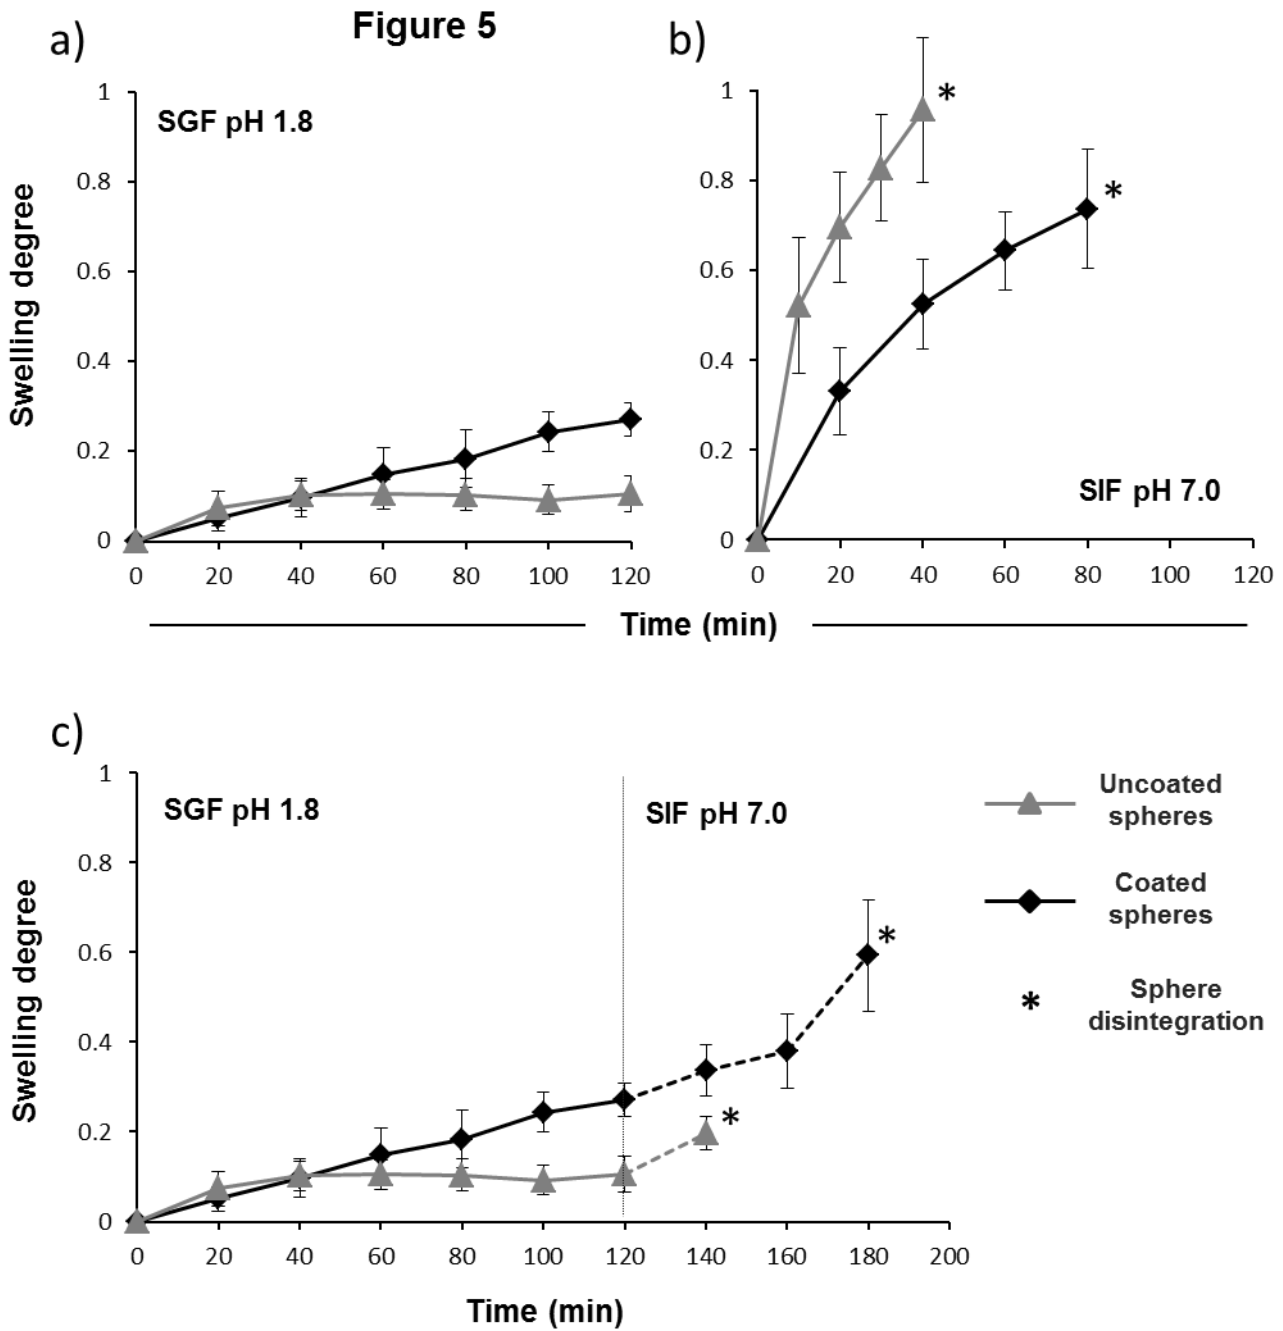 Figure 5
a)
SGF pH 1.8
Swelling degree
1
0.8
0.6
0.4
0.2
0
0 20 40 60 80 100 120
b)
*
*
SIF pH 7.0
1
0.8
0.6
0.4
0.2
0
0 20 40 60 80 100 120
Time (min)
c)
SGF pH 1.8
SIF pH 7.0
Swelling degree
1
0.8
0.6
0.4
0.2
0
*
*
0 20 40 60 80 100 120 140 160 180 200
Time (min)
Uncoated
spheres
Coated
spheres
* Sphere
disintegration